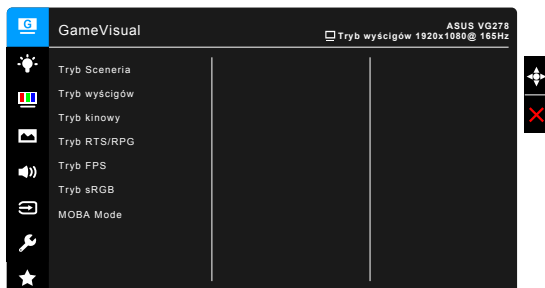 G
GameVisual
ASUS VG278
Tryb wyścigów 1920x1080@ 165Hz
Tryb Sceneria
Tryb wyścigów
Tryb kinowy
Tryb RTS/RPG
Tryb FPS
Tryb sRGB
MOBA Mode